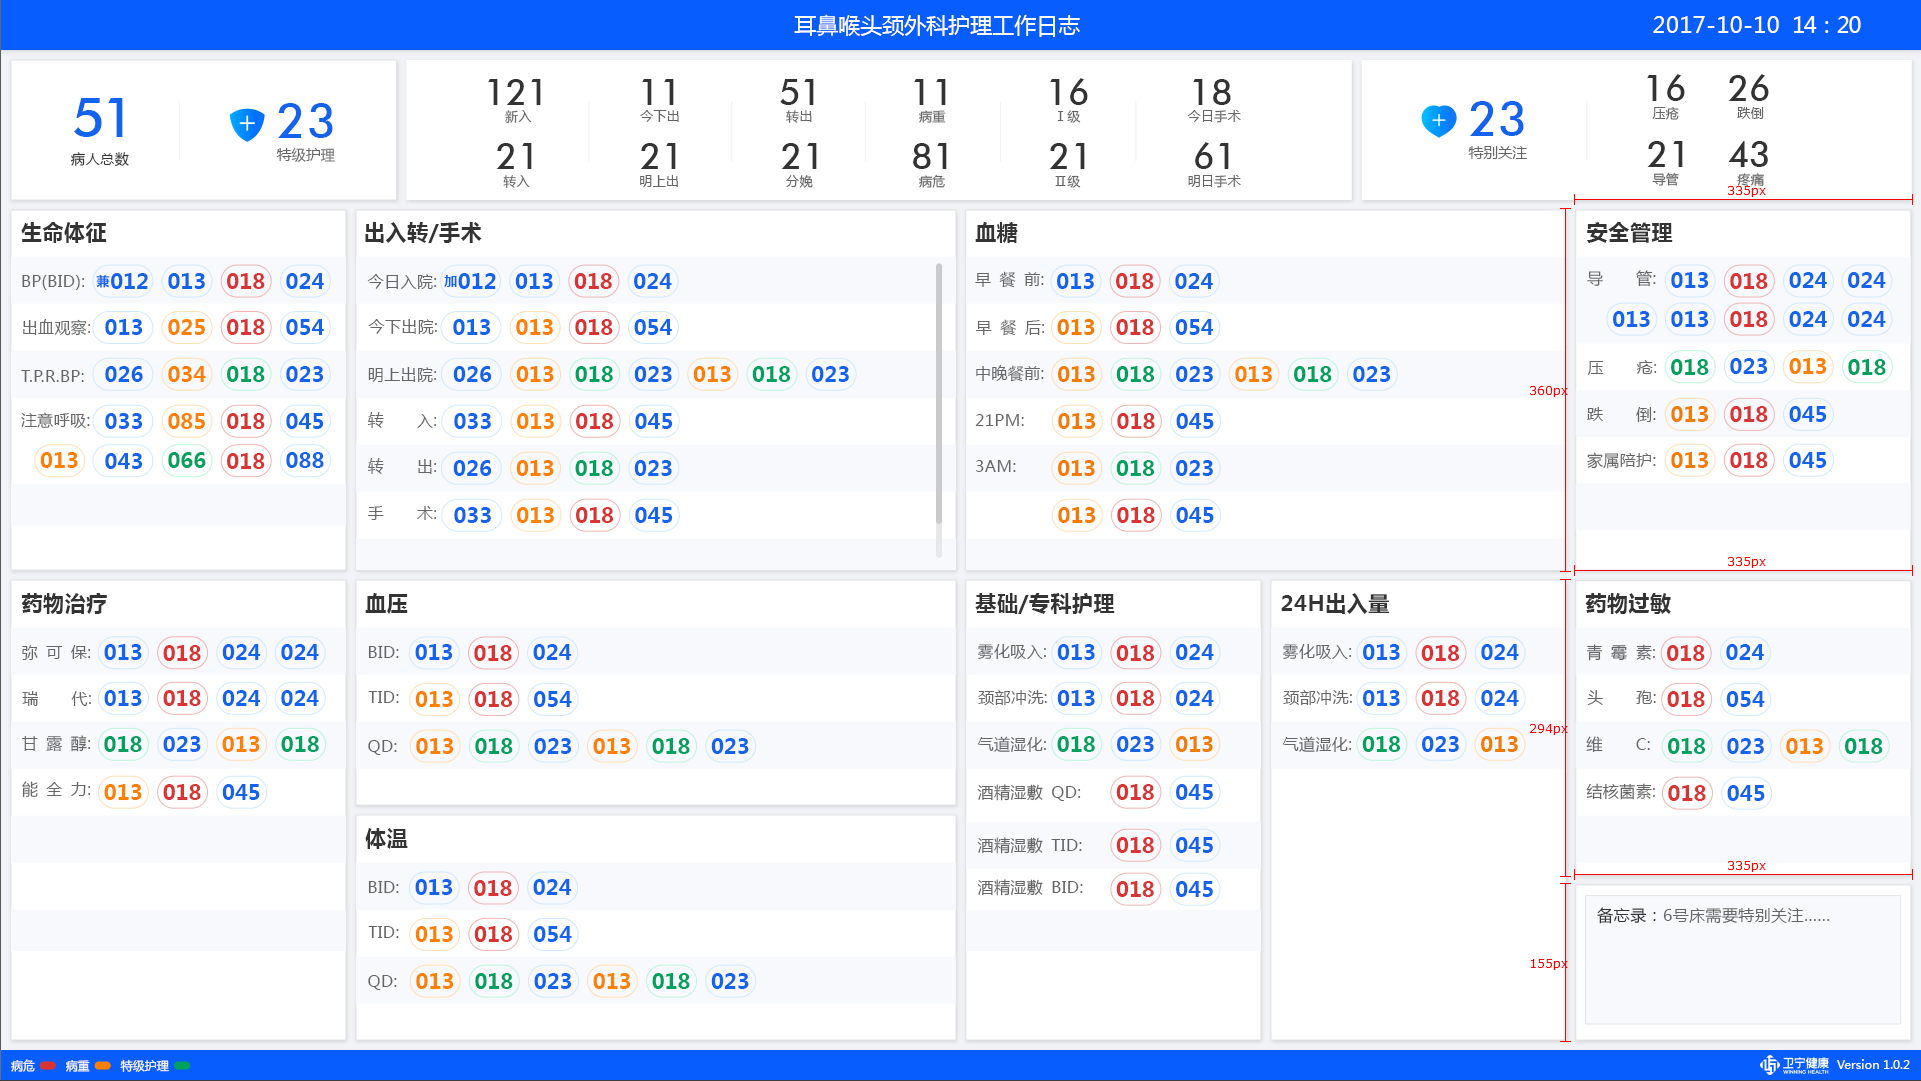 耳鼻喉头颈外科护理工作日志
2017-10-10 14 : 20
51
病人总数
23
特级护理
121 11 51 11 16 18
新入 今下出 转出 病重 I 级 今日手术
21 21 21 81 21 61
转入 明上出 分娩 病危 II级 明日手术
23
特别关注
16 26
压疮 跌倒
21 43
导管 疼痛
335px
生命体征
BP(BID): 兼012 013 018 024
出血观察: 013 025 018 054
T.P.R.BP: 026 034 018 023
注意呼吸: 033 085 018 045
013 043 066 018 088
出入转/手术
今日入院: 加012 013 018 024
今下出院: 013 013 018 054
明上出院: 026 013 018 023 013 018 023
转 入: 033 013 018 045
转 出: 026 013 018 023
手 术: 033 013 018 045
血糖
早 餐 前: 013 018 024
早 餐 后: 013 018 054
中晚餐前: 013 018 023 013 018 023
21PM: 013 018 045
3AM: 013 018 023
013 018 045
360px
安全管理
导 管: 013 018 024 024
013 013 018 024 024
压 疮: 018 023 013 018
跌 倒: 013 018 045
家属陪护: 013 018 045
335px
药物治疗
弥 可 保: 013 018 024 024
瑞 代: 013 018 024 024
甘 露 醇: 018 023 013 018
能 全 力: 013 018 045
血压
BID: 013 018 024
TID: 013 018 054
QD: 013 018 023 013 018 023
体温
BID: 013 018 024
TID: 013 018 054
QD: 013 018 023 013 018 023
基础/专科护理
雾化吸入: 013 018 024
颈部冲洗: 013 018 024
气道湿化: 018 023 013
酒精湿敷 QD: 018 045
酒精湿敷 TID: 018 045
酒精湿敷 BID: 018 045
24H出入量
雾化吸入: 013 018 024
颈部冲洗: 013 018 024
气道湿化: 018 023 013
294px
155px
药物过敏
青 霉 素: 018 024
头 孢: 018 054
维 C: 018 023 013 018
结核菌素: 018 045
335px
备忘录：6号床需要特别关注......
病危 病重 特级护理
卫宁健康
WINNING HEALTH
Version 1.0.2